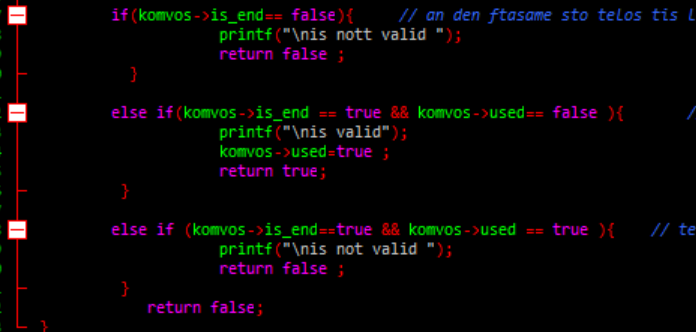 if(komvos->is_end== false){ // an den ftasame sto telos tis
printf("\nis nott valid ");
return false ;
}
else if(komvos->is_end == true && komvos->used== false ){ /
printf("\nis valid");
komvos->used=true ;
return true;
}
else if (komvos->is_end==true && komvos->used == true ){ // te
printf("\nis not valid ");
return false ;
}
return false;
}